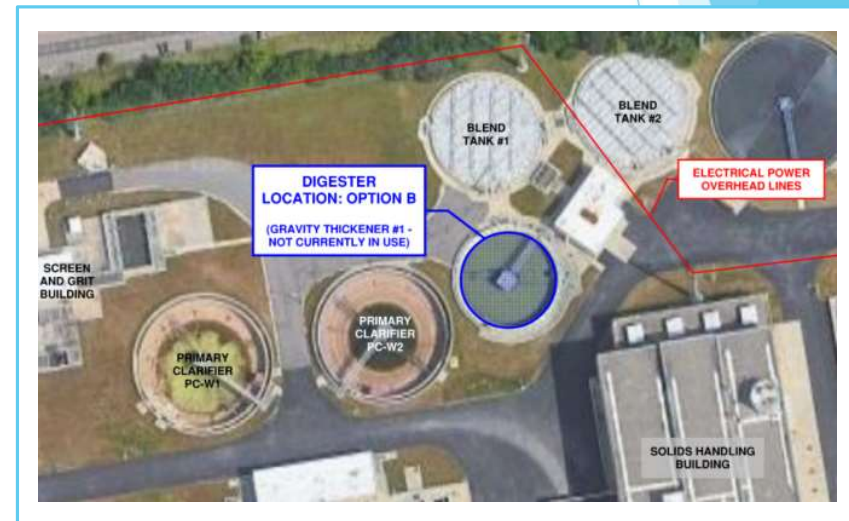 BLEND
TANK #1
BLEND
TANK #2
DIGESTER
LOCATION: OPTION B
(GRAVITY THICKENER #1 -
NOT CURRENTLY IN USE)
ELECTRICAL POWER
OVERHEAD LINES
SCREEN
AND GRIT
BUILDING
PRIMARY
CLARIFIER
PC-W1
PRIMARY
CLARIFIER
PC-W2
SOLIDS HANDLING
BUILDING